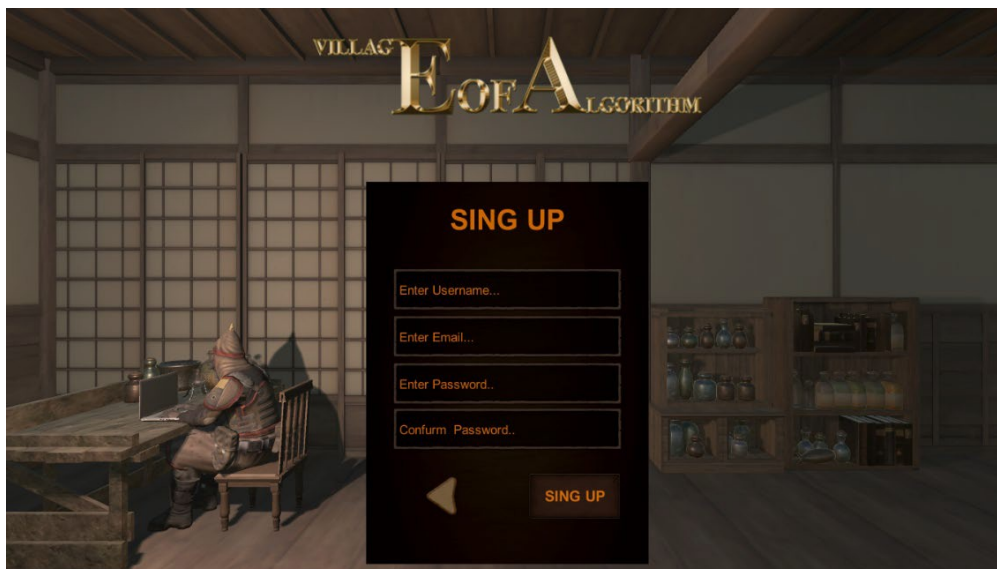 VILLAGE OF ALGORITHM
SING UP
Enter Username...
Enter Email...
Enter Password..
Confurm Password..
SING UP